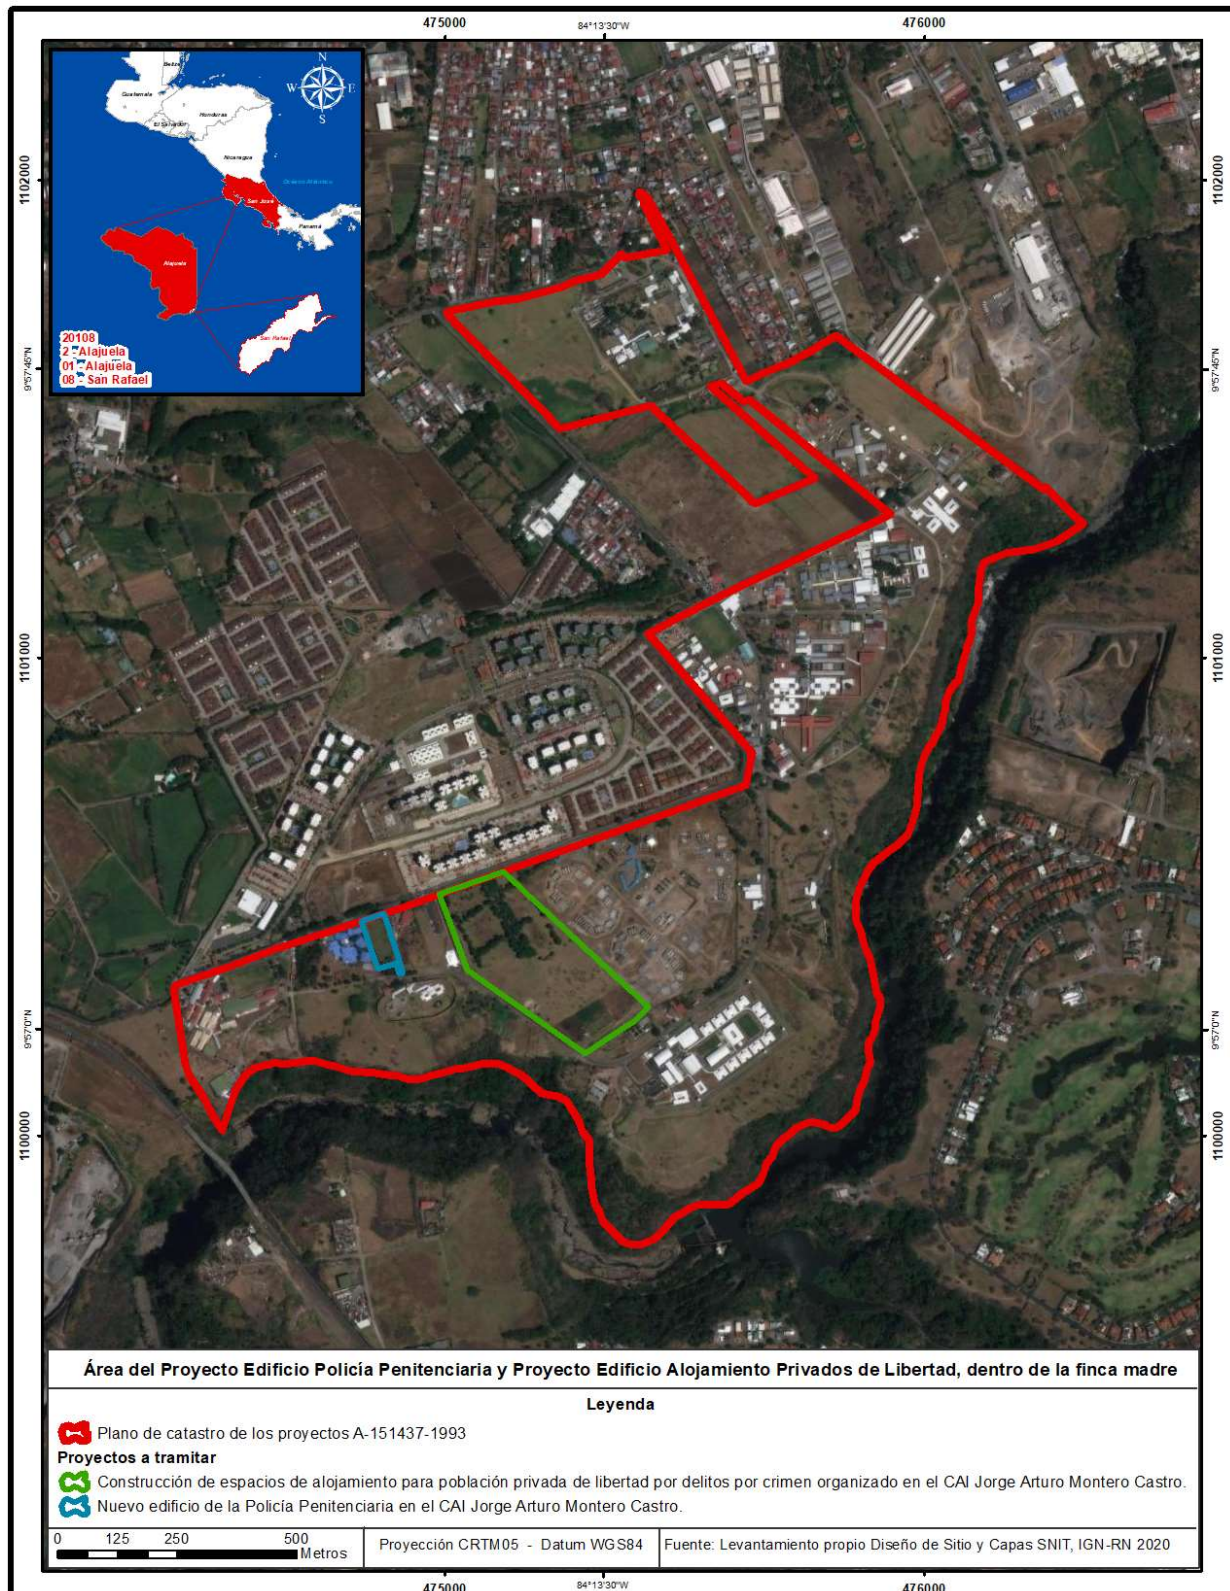 475000
84°13'30"W
476000
Belize
Guatemala
Honduras
El Salvador
Nicaragua
Océano Atlántico
San José
Panamá
N
W
E
S
Alajuela
San Rafael
20108
2 - Alajuela
01 - Alajuela
08 - San Rafael
1102000
1102000
9°57'45"N
9°57'45"N
1101000
1101000
9°57'0"N
9°57'0"N
1100000
1100000
Área del Proyecto Edificio Policía Penitenciaria y Proyecto Edificio Alojamiento Privados de Libertad, dentro de la finca madre
Leyenda
Plano de catastro de los proyectos A-151437-1993
Proyectos a tramitar
Construcción de espacios de alojamiento para población privada de libertad por delitos por crimen organizado en el CAI Jorge Arturo Montero Castro.
Nuevo edificio de la Policía Penitenciaria en el CAI Jorge Arturo Montero Castro.
0 125 250 500
Metros
Proyección CRTM05 - Datum WGS84
Fuente: Levantamiento propio Diseño de Sitio y Capas SNIT, IGN-RN 2020
475000
84°13'30"W
476000